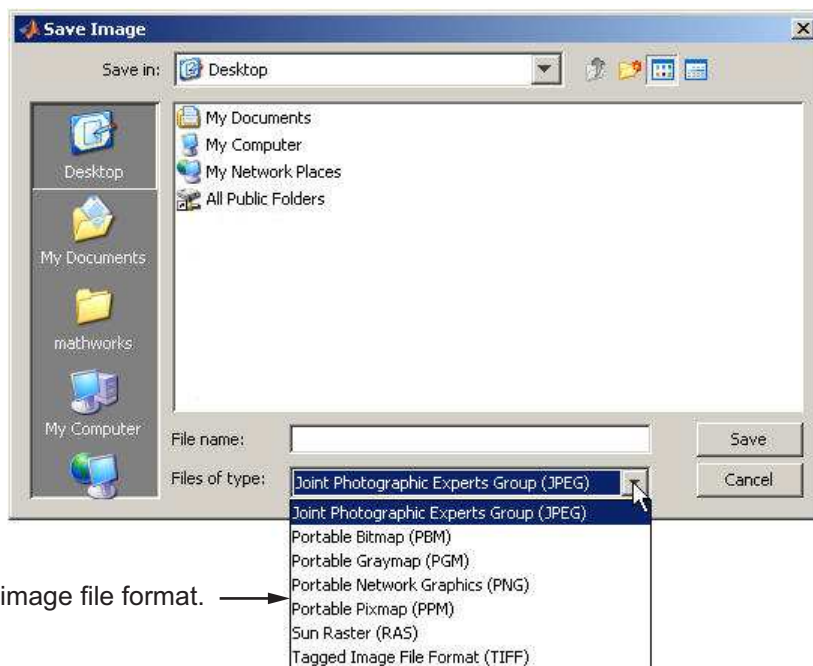 Save Image
Save in:
Desktop
Desktop
My Documents
mathworks
My Computer
My Documents
My Computer
My Network Places
All Public Folders
File name:
Save
Files of type:
Joint Photographic Experts Group (JPEG)
Cancel
Joint Photographic Experts Group (JPEG)
Portable Bitmap (PBM)
Portable Graymap (PGM)
Portable Network Graphics (PNG)
Portable Pixmap (PPM)
Sun Raster (RAS)
Tagged Image File Format (TIFF)
image file format.